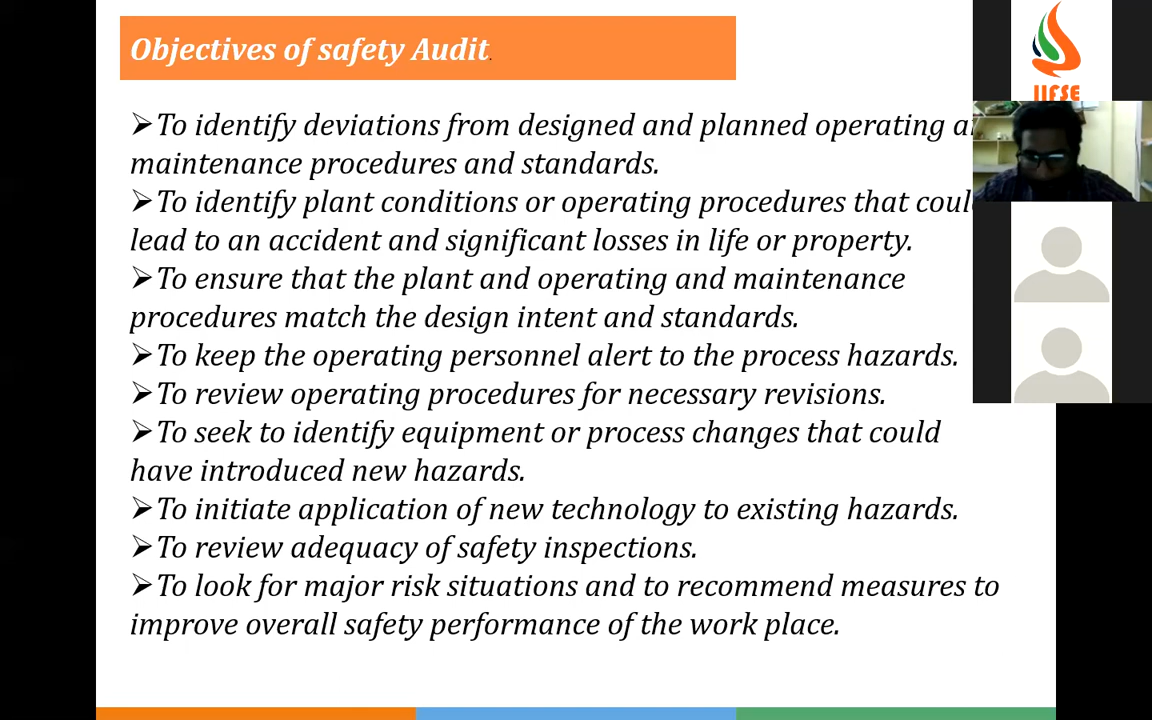 Objectives of safety Audit.
IIFSE
➢To identify deviations from designed and planned operating
maintenance procedures and standards.
➢To identify plant conditions or operating procedures that
lead to an accident and significant losses in life or property.
➢To ensure that the plant and operating and maintenance
procedures match the design intent and standards.
➢To keep the operating personnel alert to the process hazards.
➢To review operating procedures for necessary revisions.
➢To seek to identify equipment or process changes that could
have introduced new hazards.
➢To initiate application of new technology to existing hazards.
➢To review adequacy of safety inspections.
➢To look for major risk situations and to recommend measures to
improve overall safety performance of the work place.